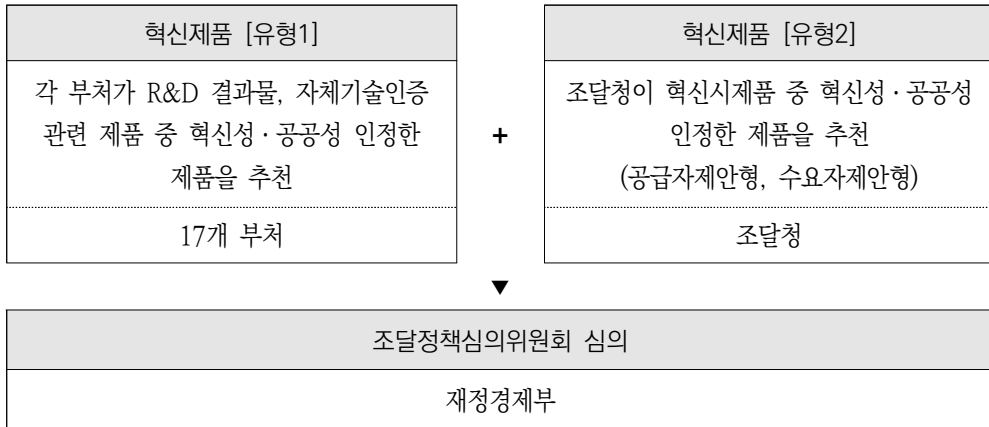 혁신제품 [유형1]
각 부처가 R&D 결과물, 자체기술인증
관련 제품 중 혁신성·공공성 인정한
제품을 추천
17개 부처
+
혁신제품 [유형2]
조달청이 혁신시제품 중 혁신성·공공성
인정한 제품을 추천
(공급자제안형, 수요자제안형)
조달청
▼
조달정책심의위원회 심의
재정경제부